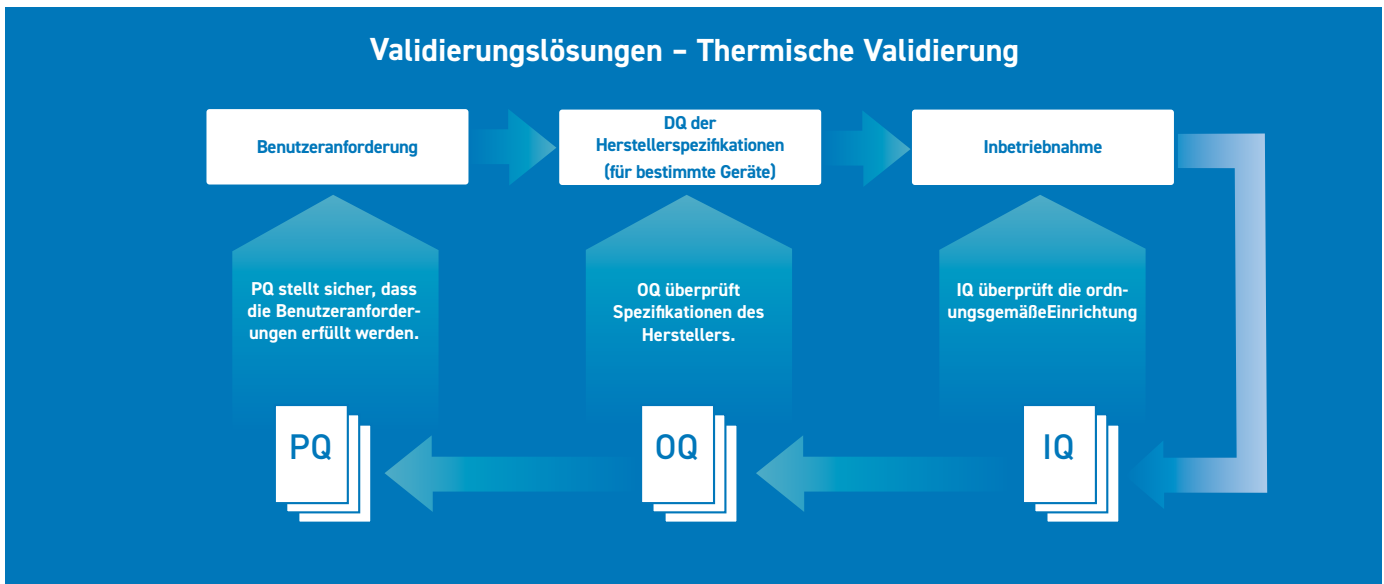 Validierungslösungen – Thermische Validierung
Benutzeranforderung
DQ der
Herstellerspezifikationen
(für bestimmte Geräte)
Inbetriebnahme
PQ stellt sicher, dass
die Benutzeranforder-
ungen erfüllt werden.
OQ überprüft
Spezifikationen des
Herstellers.
IQ überprüft die ordn-
ungsgemäßeEinrichtung
PQ
OQ
IQ